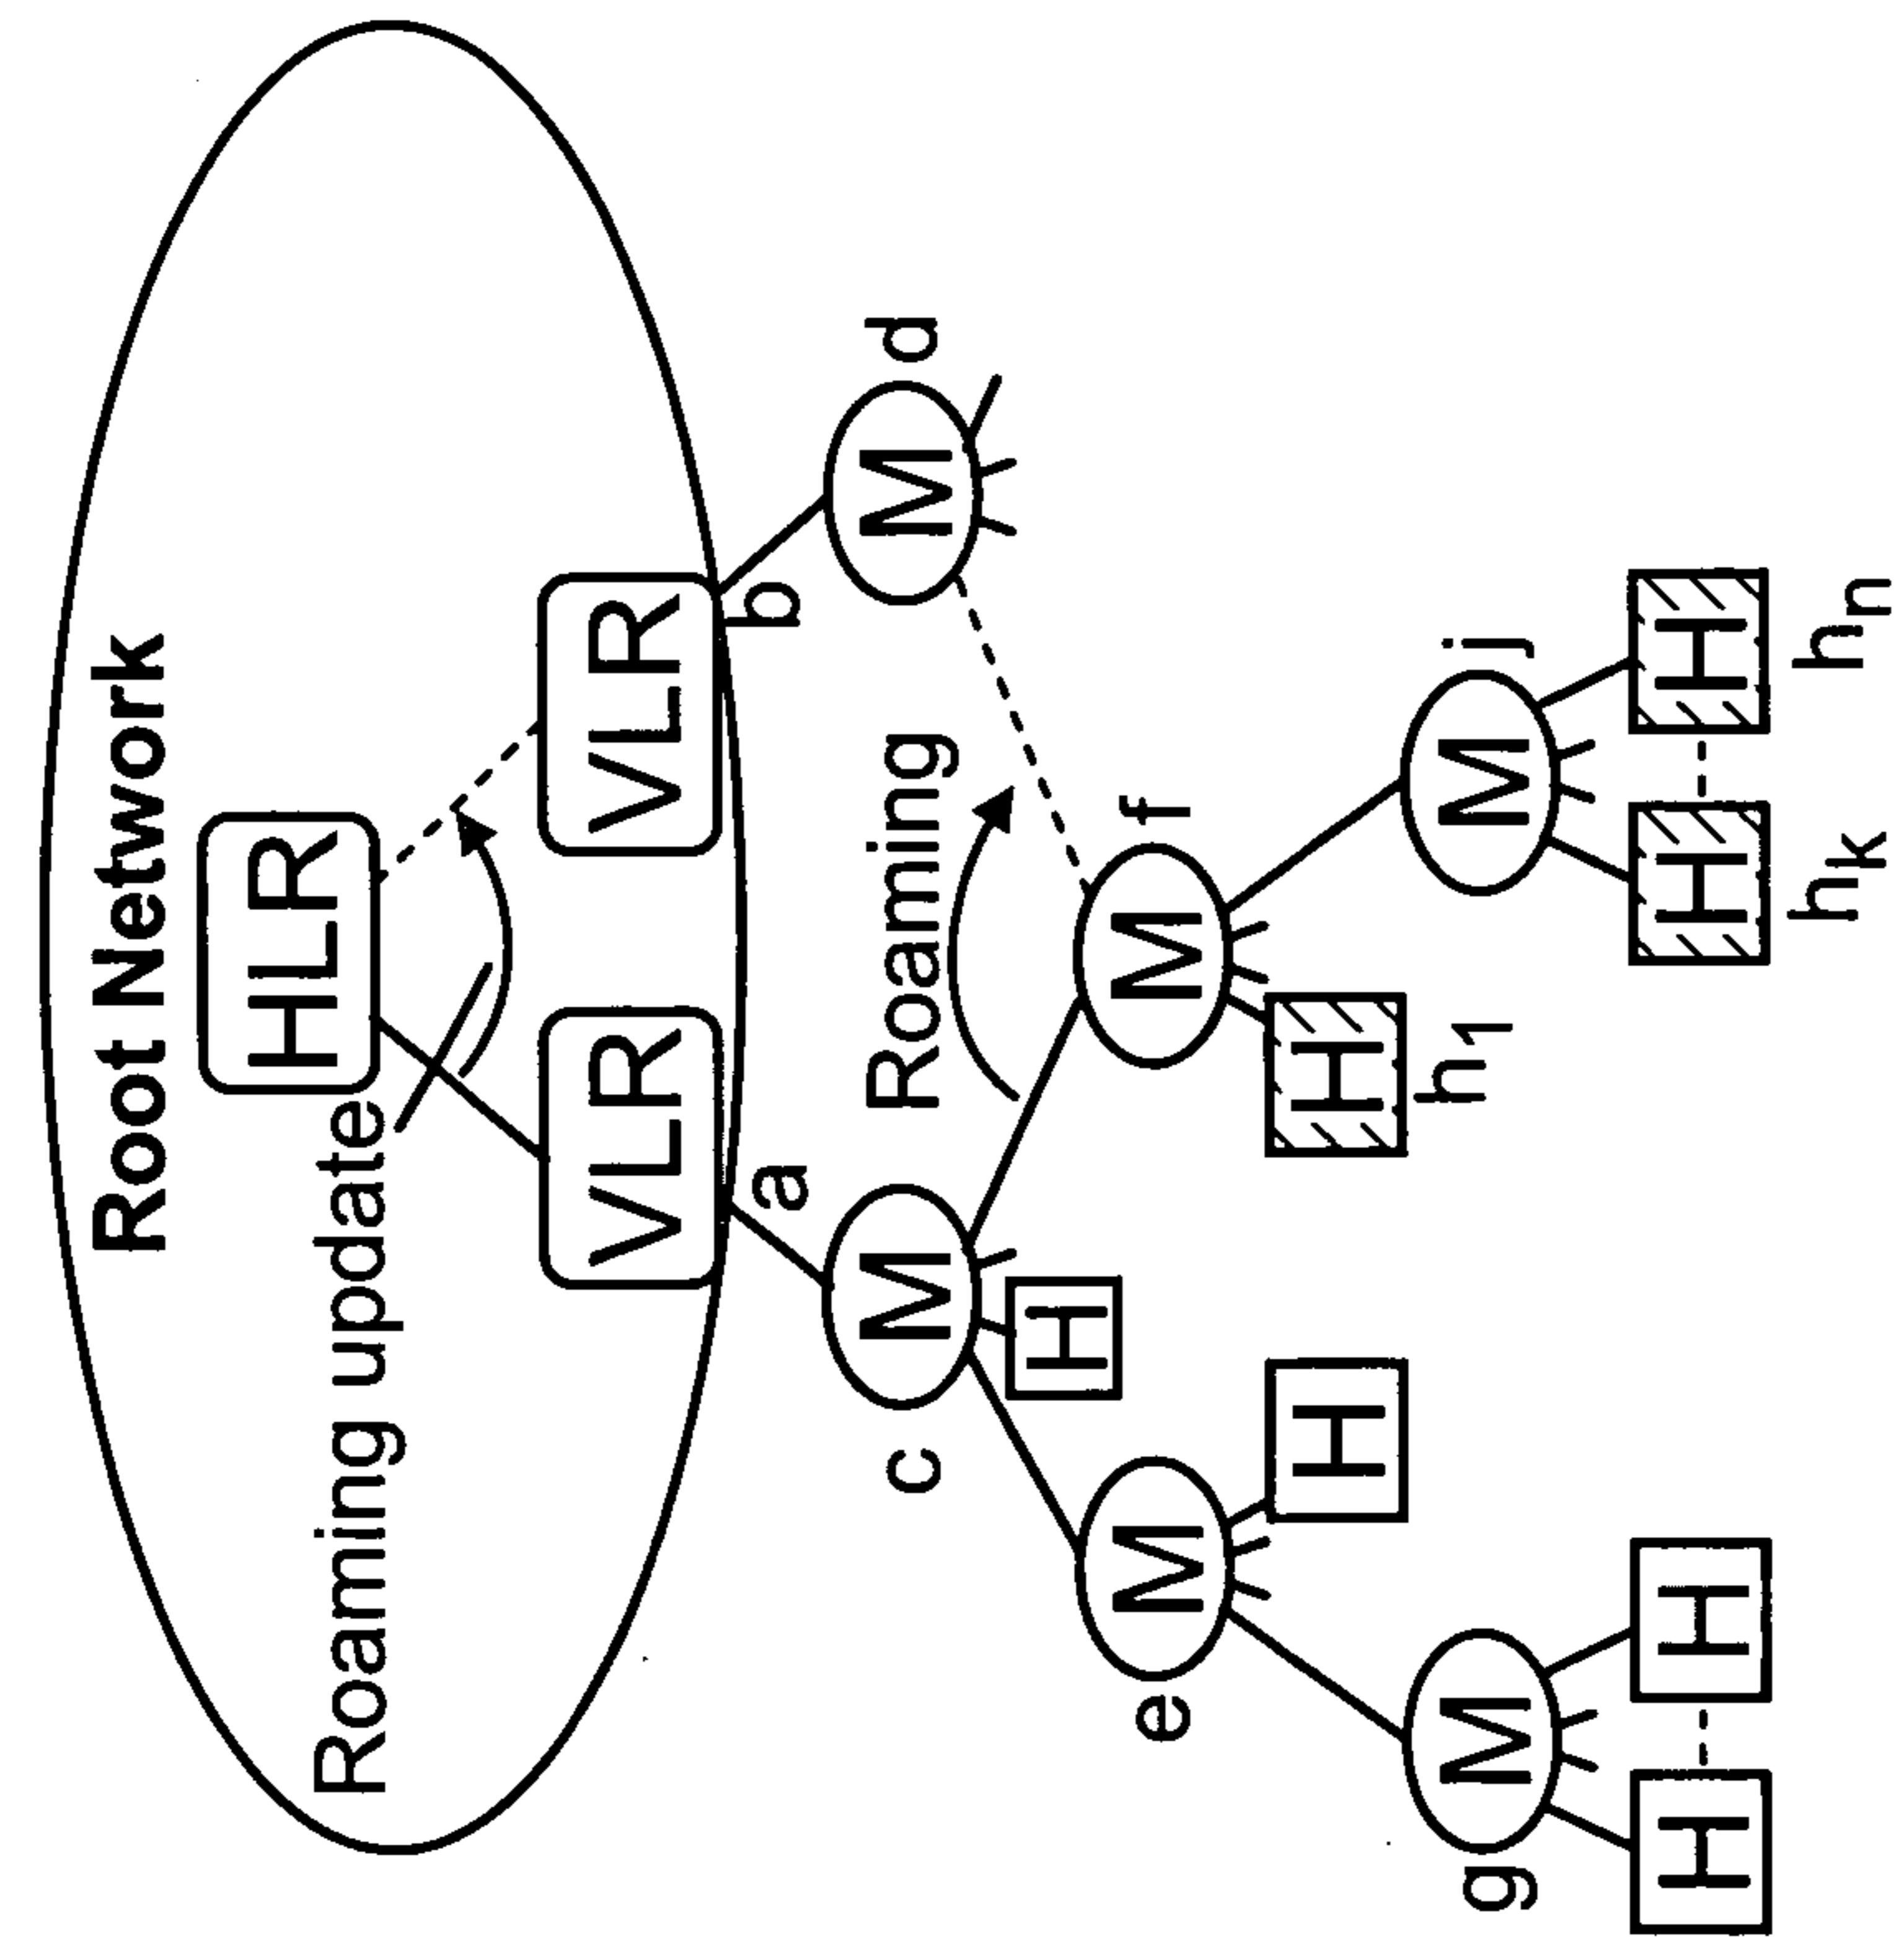 Root Network
HLR
Roaming update
VLR VLR
a b
c M Roaming M d
H
e M M f
H H
h1
g M M j
H H H H
hk hn